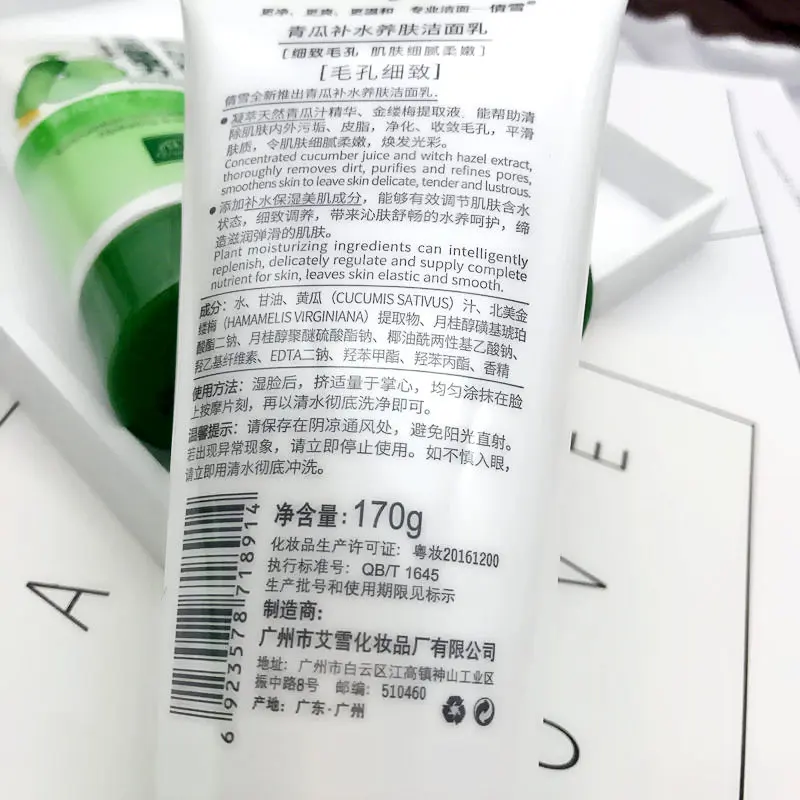 更净、更爽、更温和 专业洁面—倩雪®
青瓜补水养肤洁面乳
[细致毛孔 肌肤细腻柔嫩]
[毛孔细致]
倩雪全新推出青瓜补水养肤洁面乳.
●凝萃天然青瓜汁精华、金缕梅提取液, 能帮助清
除肌肤内外污垢、皮脂, 净化、收敛毛孔, 平滑
肤质, 令肌肤细腻柔嫩, 焕发光彩。
Concentrated cucumber juice and witch hazel extract,
thoroughly removes dirt, purifies and refines pores,
smoothens skin to leave skin delicate, tender and lustrous.
●添加补水保湿美肌成分, 能够有效调节肌肤含水
状态, 细致调养, 带来沁肤舒畅的水养呵护, 缔
造滋润弹滑的肌肤。
Plant moisturizing ingredients can intelligently
replenish, delicately regulate and supply complete
nutrient for skin, leaves skin elastic and smooth.
成分: 水、甘油、黄瓜 (CUCUMIS SATIVUS) 汁、北美金
缕梅 (HAMAMELIS VIRGINIANA) 提取物、月桂醇磺基琥珀
酸酯二钠、月桂醇聚醚硫酸酯钠、椰油酰两性基乙酸钠、
羟乙基纤维素、EDTA二钠、羟苯甲酯、羟苯丙酯、香精
使用方法: 湿脸后, 挤适量于掌心, 均匀涂抹在脸
上按摩片刻, 再以清水彻底洗净即可。
温馨提示: 请保存在阴凉通风处, 避免阳光直射。
若出现异常现象, 请立即停止使用。如不慎入眼,
请立即用清水彻底冲洗。
净含量: 170g
化妆品生产许可证: 粤妆20161200
执行标准号: QB/T 1645
生产批号和使用期限见标示
制造商:
广州市艾雪化妆品厂有限公司
地址: 广州市白云区江高镇神山工业区
振中路8号 邮编: 510460
产地: 广东·广州
6 923578 718914
A
E
V
O